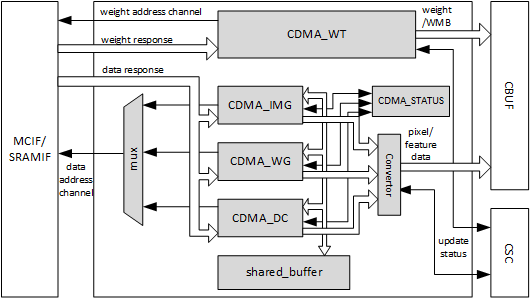 weight address channel
weight response
data response
CDMA_WT
weight
/WMB
CBUF
CDMA_IMG
CDMA_STATUS
MCIF/
SRAMIF
mux
data
address
channel
CDMA_WG
Convertor
pixel/
feature
data
CDMA_DC
update
status
CSC
shared_buffer